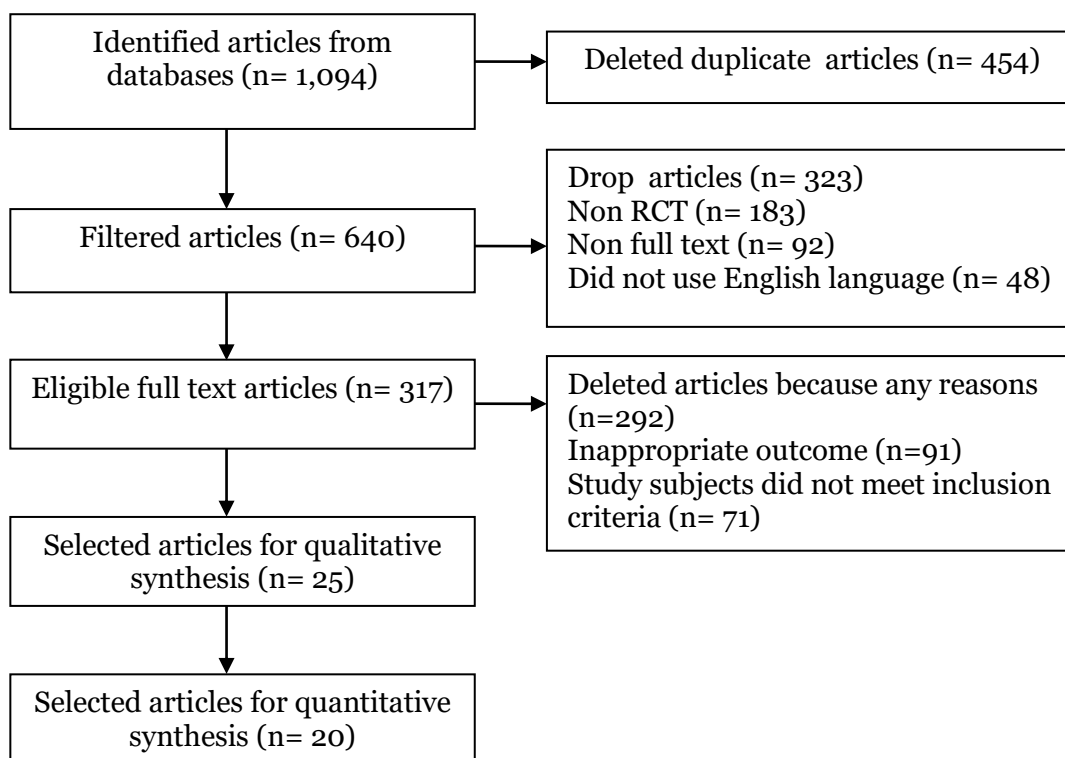 Identified articles from
databases (n= 1,094)
Deleted duplicate articles (n= 454)
Filtered articles (n= 640)
Drop articles (n= 323)
Non RCT (n= 183)
Non full text (n= 92)
Did not use English language (n= 48)
Eligible full text articles (n= 317)
Deleted articles because any reasons
(n=292)
Inappropriate outcome (n=91)
Study subjects did not meet inclusion
criteria (n= 71)
Selected articles for qualitative
synthesis (n= 25)
Selected articles for quantitative
synthesis (n= 20)